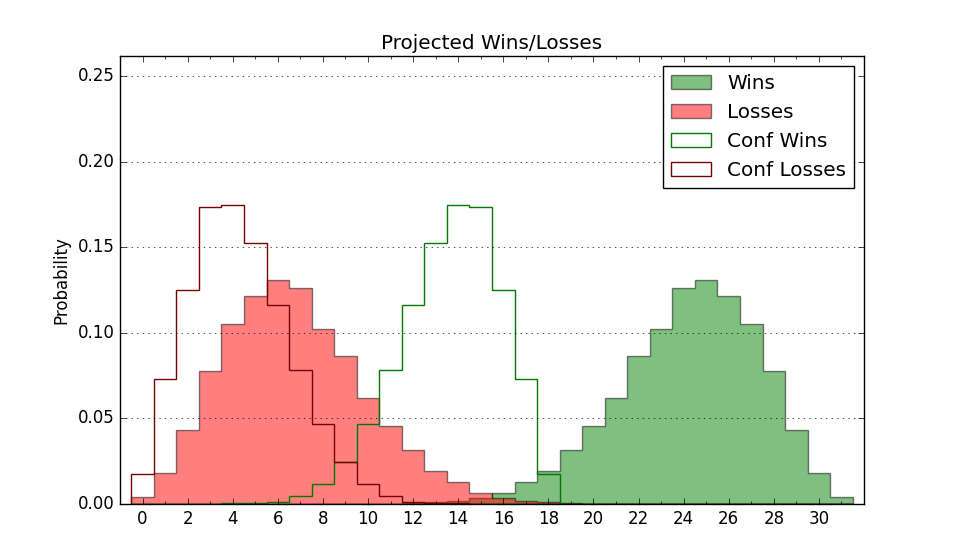 Projected Wins/Losses
0.25
0.20
0.15
0.10
0.05
0.00
Probability
Wins
Losses
Conf Wins
Conf Losses
0 2 4 6 8 10 12 14 16 18 20 22 24 26 28 30